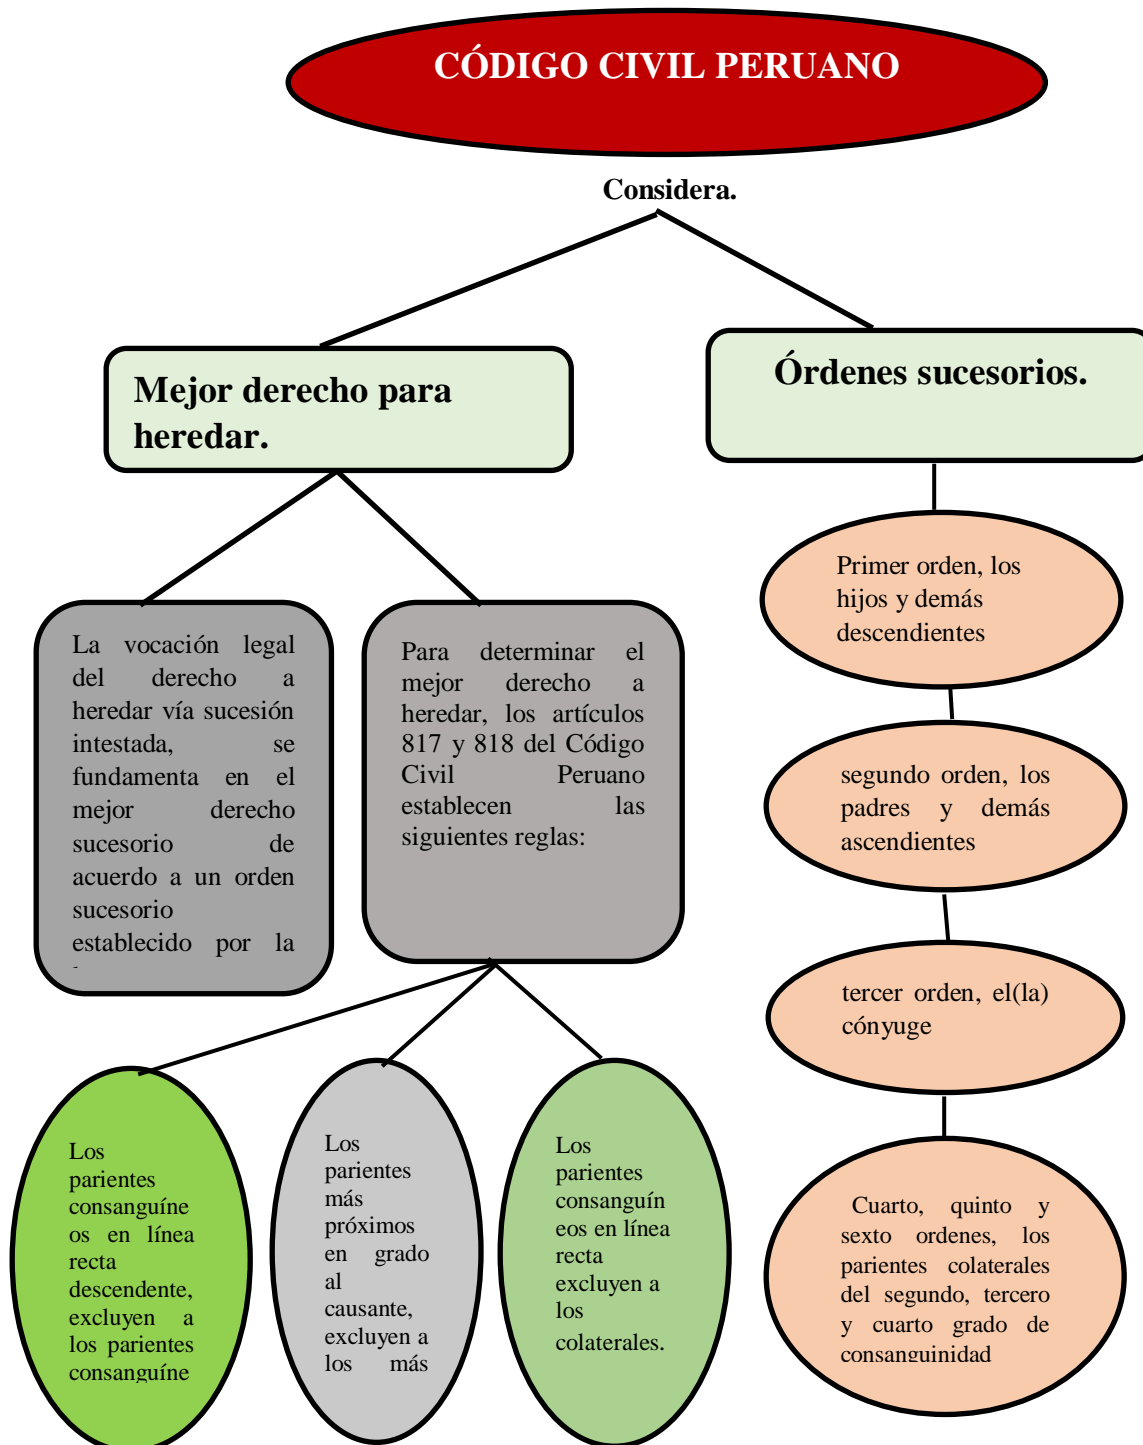 CÓDIGO CIVIL PERUANO
Considera.
Mejor derecho para
heredar.
Órdenes sucesorios.
La vocación legal
del derecho a
heredar vía sucesión
intestada, se
fundamenta en el
mejor derecho
sucesorio de
acuerdo a un orden
sucesorio
establecido por la
Para determinar el
mejor derecho a
heredar, los artículos
817 y 818 del Código
Civil Peruano
establecen las
siguientes reglas:
Primer orden, los
hijos y demás
descendientes
segundo orden, los
padres y demás
ascendientes
tercer orden, el(la)
cónyuge
Cuarto, quinto y
sexto ordenes, los
parientes colaterales
del segundo, tercero
y cuarto grado de
consanguinidad
Los
parientes
consanguíne
os en línea
recta
descendente,
excluyen a
los parientes
consanguíne
Los
parientes
más
próximos
en grado
al
causante,
excluyen a
los más
Los
parientes
consanguín
eos en línea
recta
excluyen a
los
colaterales.